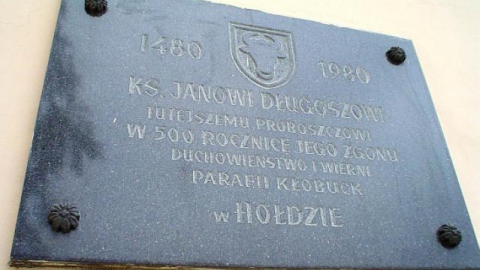 1480 1980
KS. JANOWI DŁUGOSZOWI
TUTEJSZEMU PROBOSZCZOWI
W 500 ROCZNICĘ JEGO ZGONU
DUCHOWIEŃSTWO I WIERNI
PARAFII KŁOBUCK
w HOŁDZIE